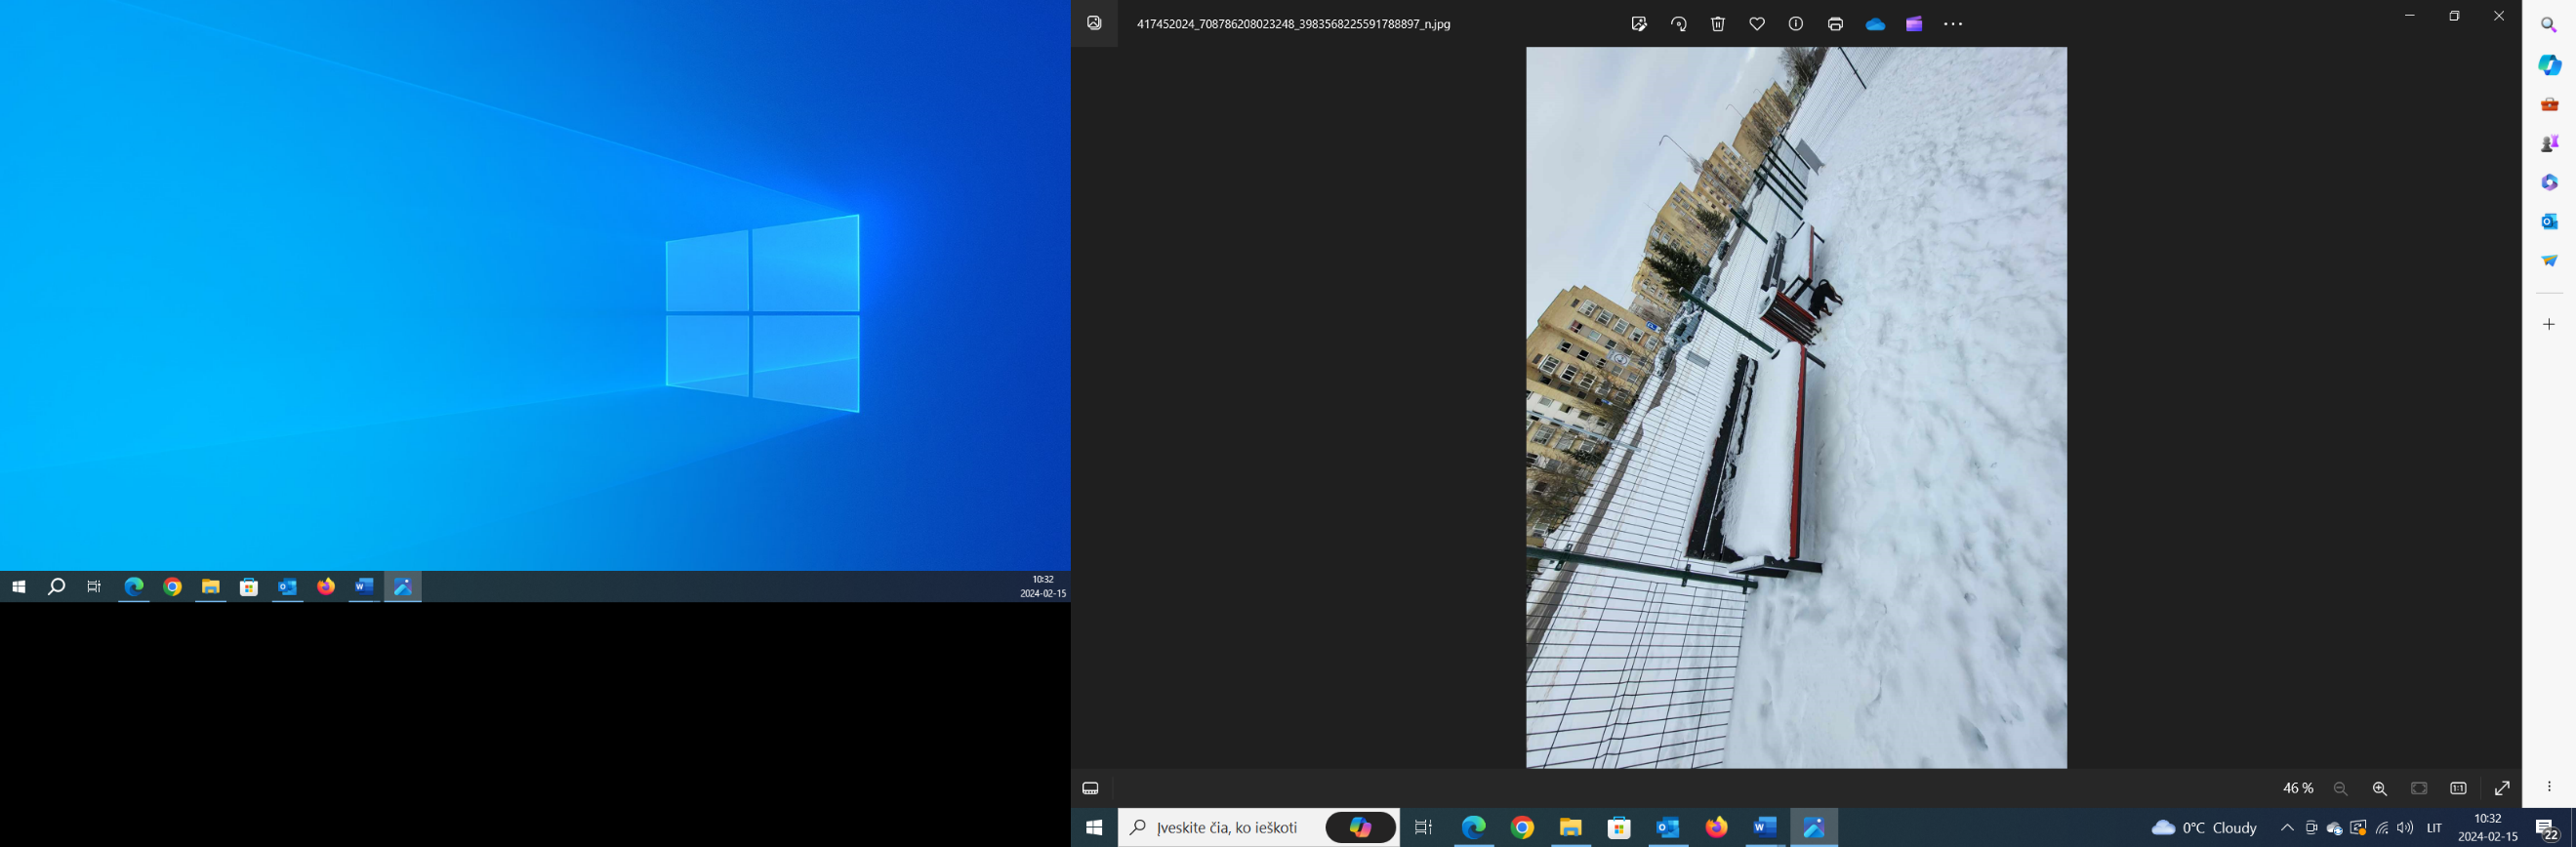 10:32
2024-02-15
417452024_708786208023248_3983568225591788897_n.jpg
46 %
Įveskite čia, ko ieškoti
0°C Cloudy
LIT
10:32
2024-02-15
22